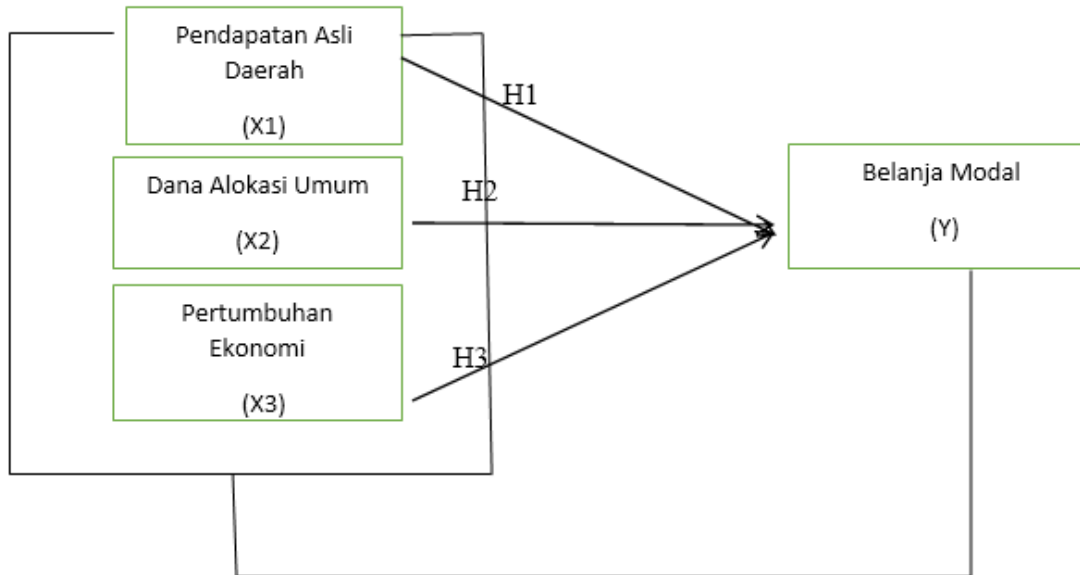 Pendapatan Asli
Daerah
(X1)
H1
Dana Alokasi Umum
(X2)
H2
Pertumbuhan
Ekonomi
(X3)
H3
Belanja Modal
(Y)